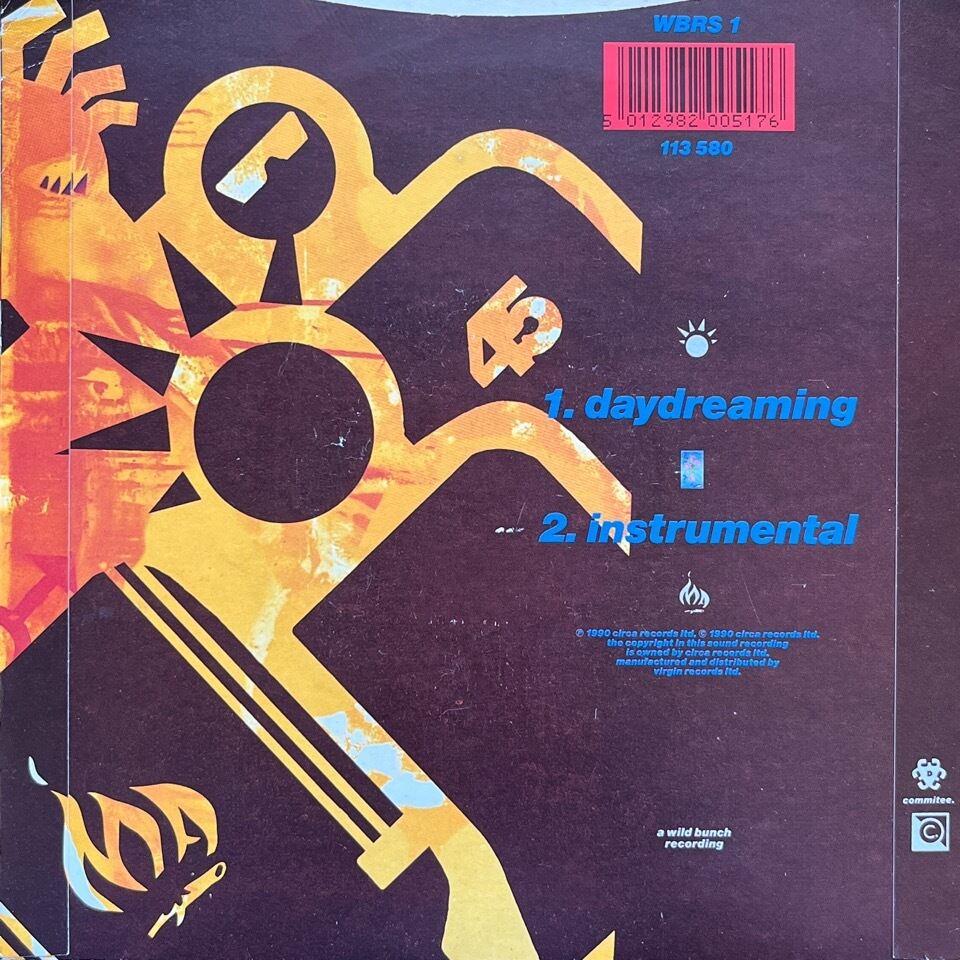 WBRS 1
5 012982 005176
113 580
45
1. daydreaming
2. instrumental
℗ 1990 circa records ltd. © 1990 circa records ltd.
the copyright in this sound recording
is owned by circa records ltd.
manufactured and distributed by
virgin records ltd.
D
commitee.
C.
a wild bunch
recording